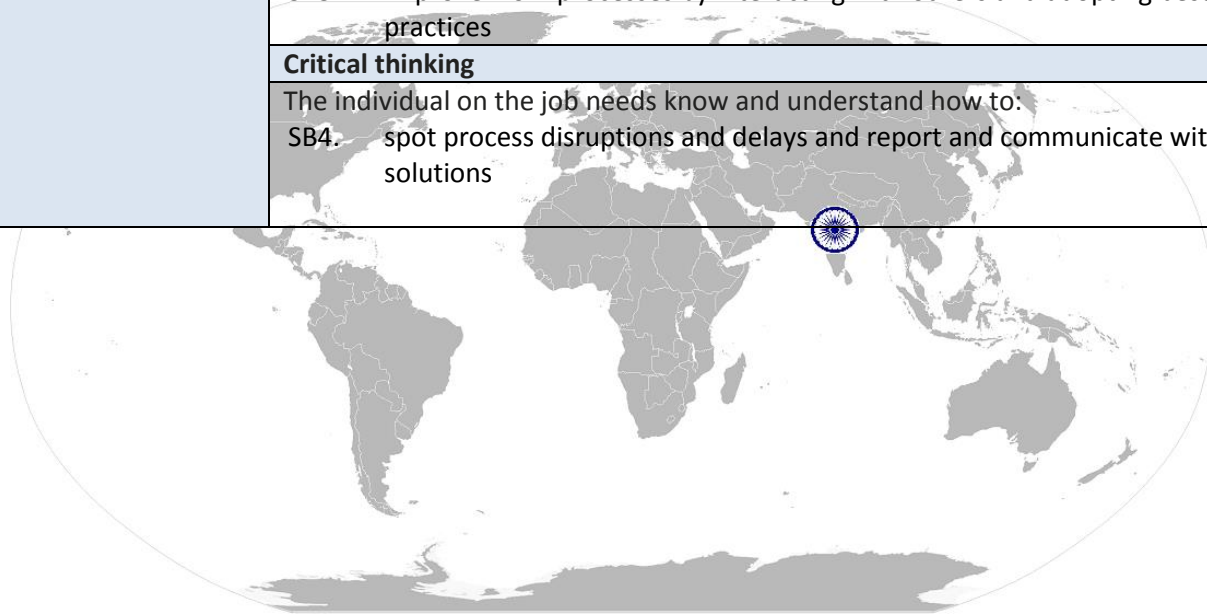 practices
Critical thinking
The individual on the job needs know and understand how to:
SB4. spot process disruptions and delays and report and communicate wit
solutions